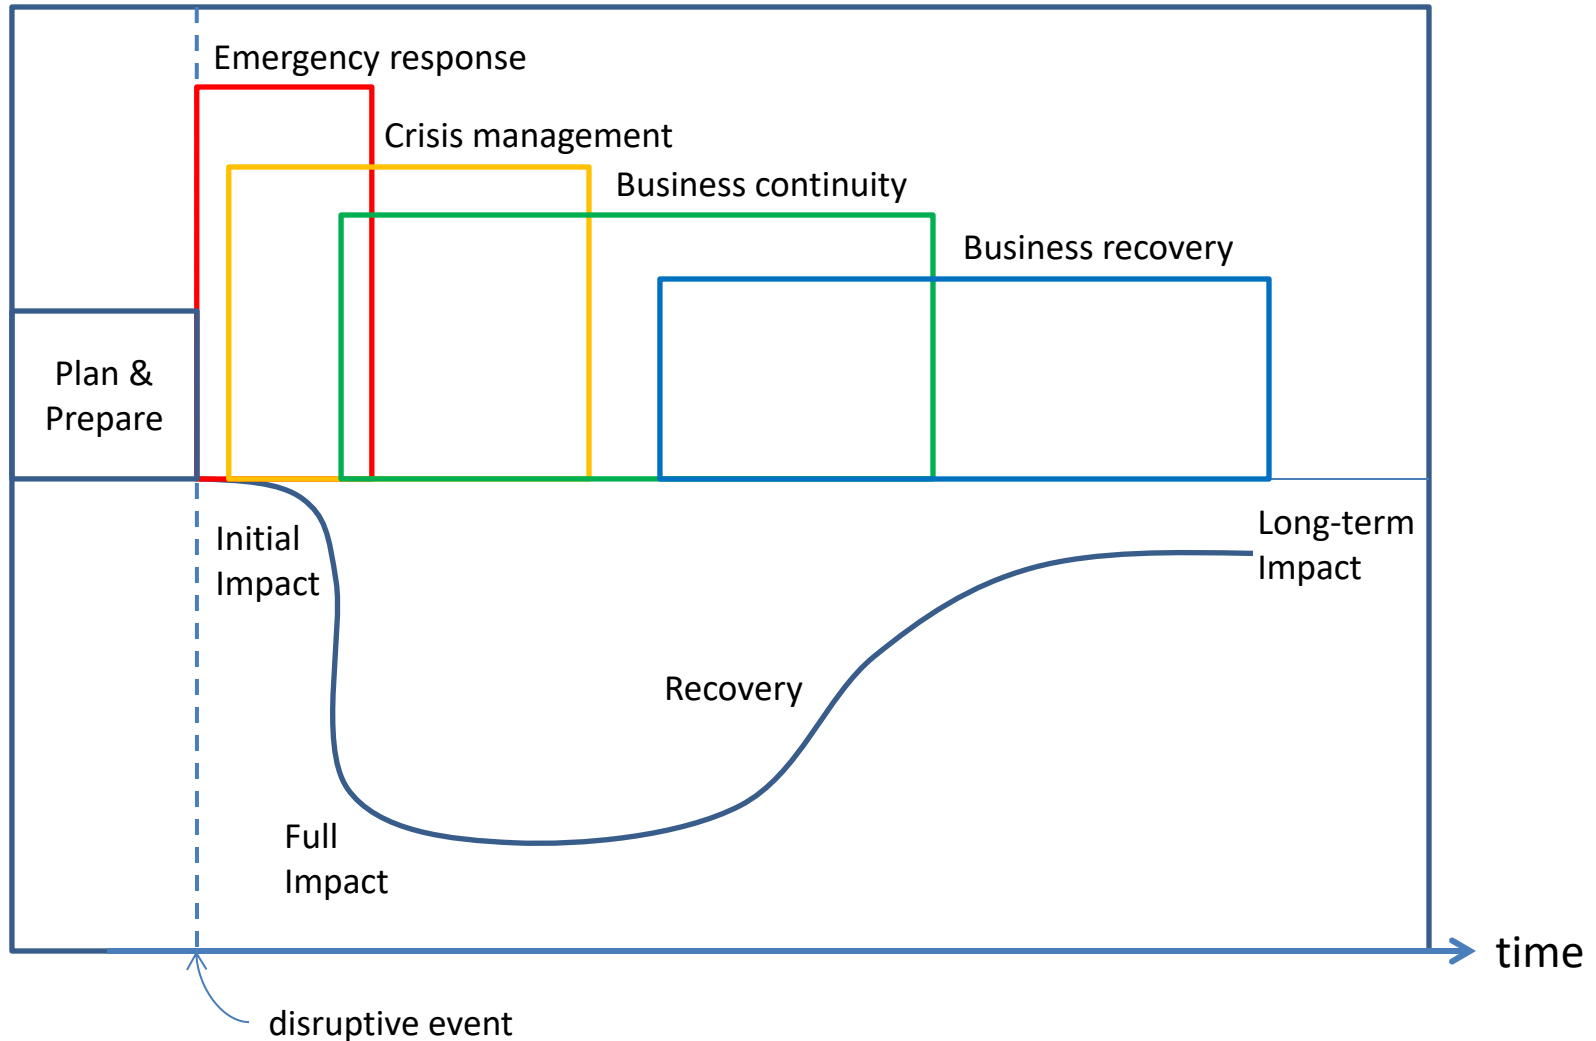 Emergency response
Crisis management
Business continuity
Business recovery
Plan &
Prepare
Initial
Impact
Long-term
Impact
Recovery
Full
Impact
time
disruptive event